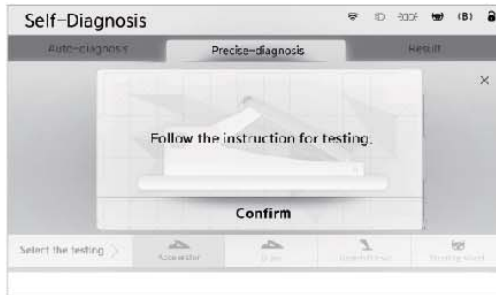 Self-Diagnosis
(B)
Auto-diagnosis
Precise-diagnosis
Result
Follow the instruction for testing.
Confirm
Select the testing
Accelerator